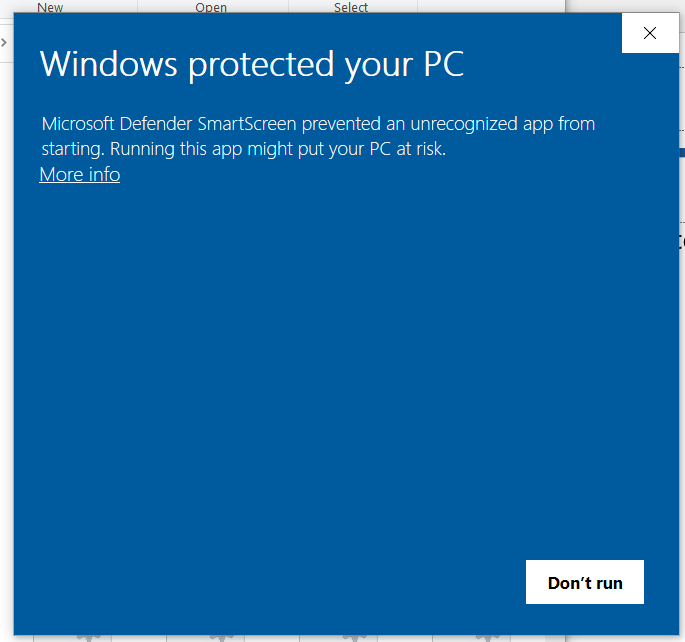 New Open Select
Windows protected your PC
Microsoft Defender SmartScreen prevented an unrecognized app from
starting. Running this app might put your PC at risk.
More info
Don’t run